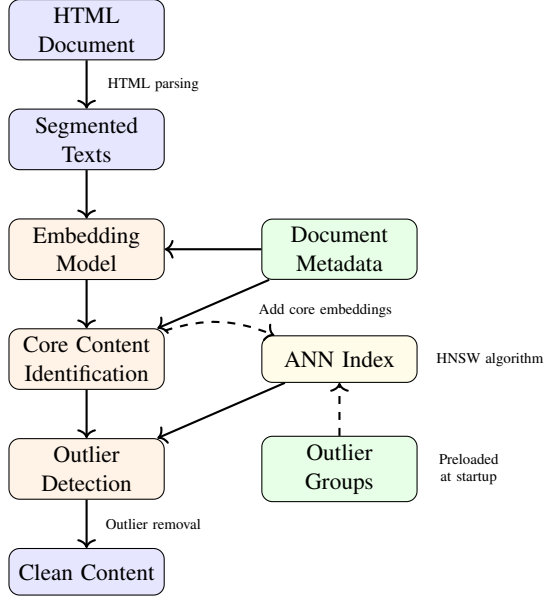 HTML
Document
HTML parsing
Segmented
Texts
Embedding
Model
Document
Metadata
Add core embeddings
Core Content
Identification
ANN Index
HNSW algorithm
Outlier
Detection
Outlier
Groups
Preloaded
at startup
Outlier removal
Clean Content